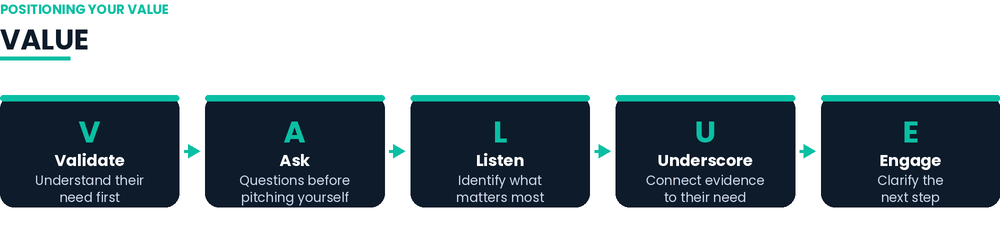 POSITIONING YOUR VALUE
VALUE
V
Validate
Understand their
need first
A
Ask
Questions before
pitching yourself
L
Listen
Identify what
matters most
U
Underscore
Connect evidence
to their need
E
Engage
Clarify the
next step